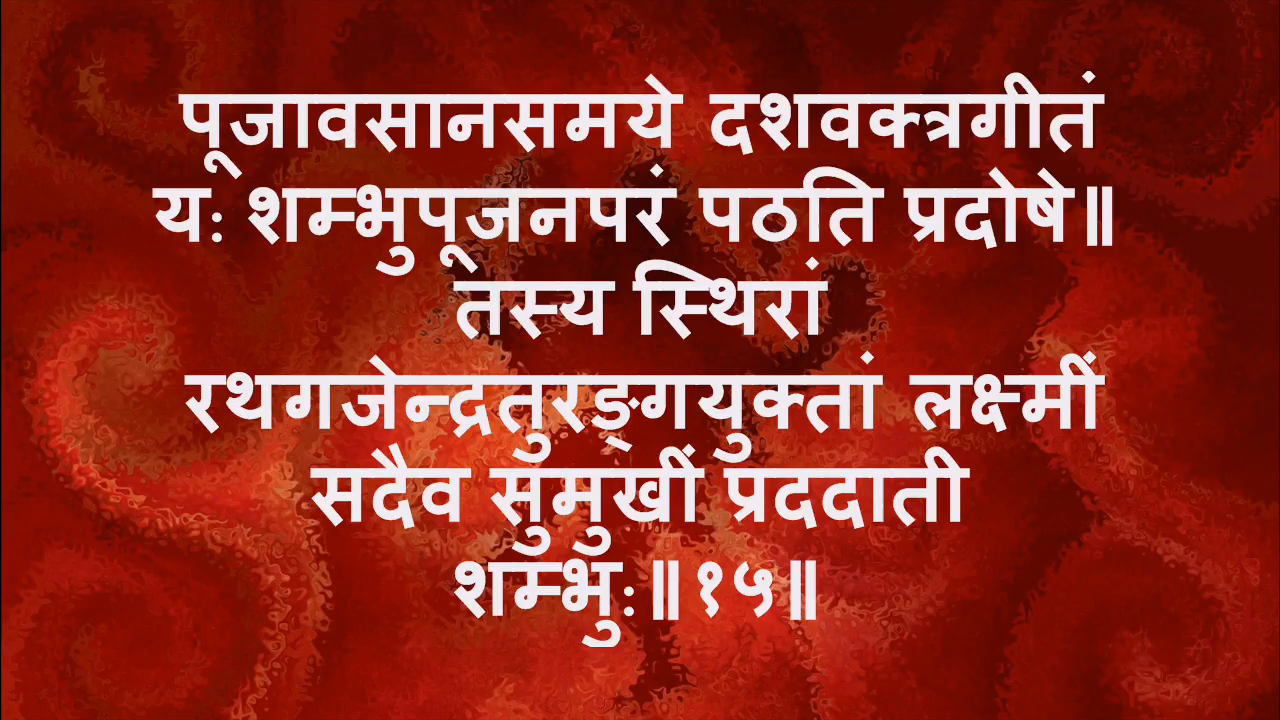 पूजावसानसमये दशवक्त्रगीतं
यः शम्भुपूजनपरं पठति प्रदोषे॥
तस्य स्थिरां
रथगजेन्द्रतुरङ्गयुक्तां लक्ष्मीं
सदैव सुमुखीं प्रददाती
शम्भुः॥१५॥